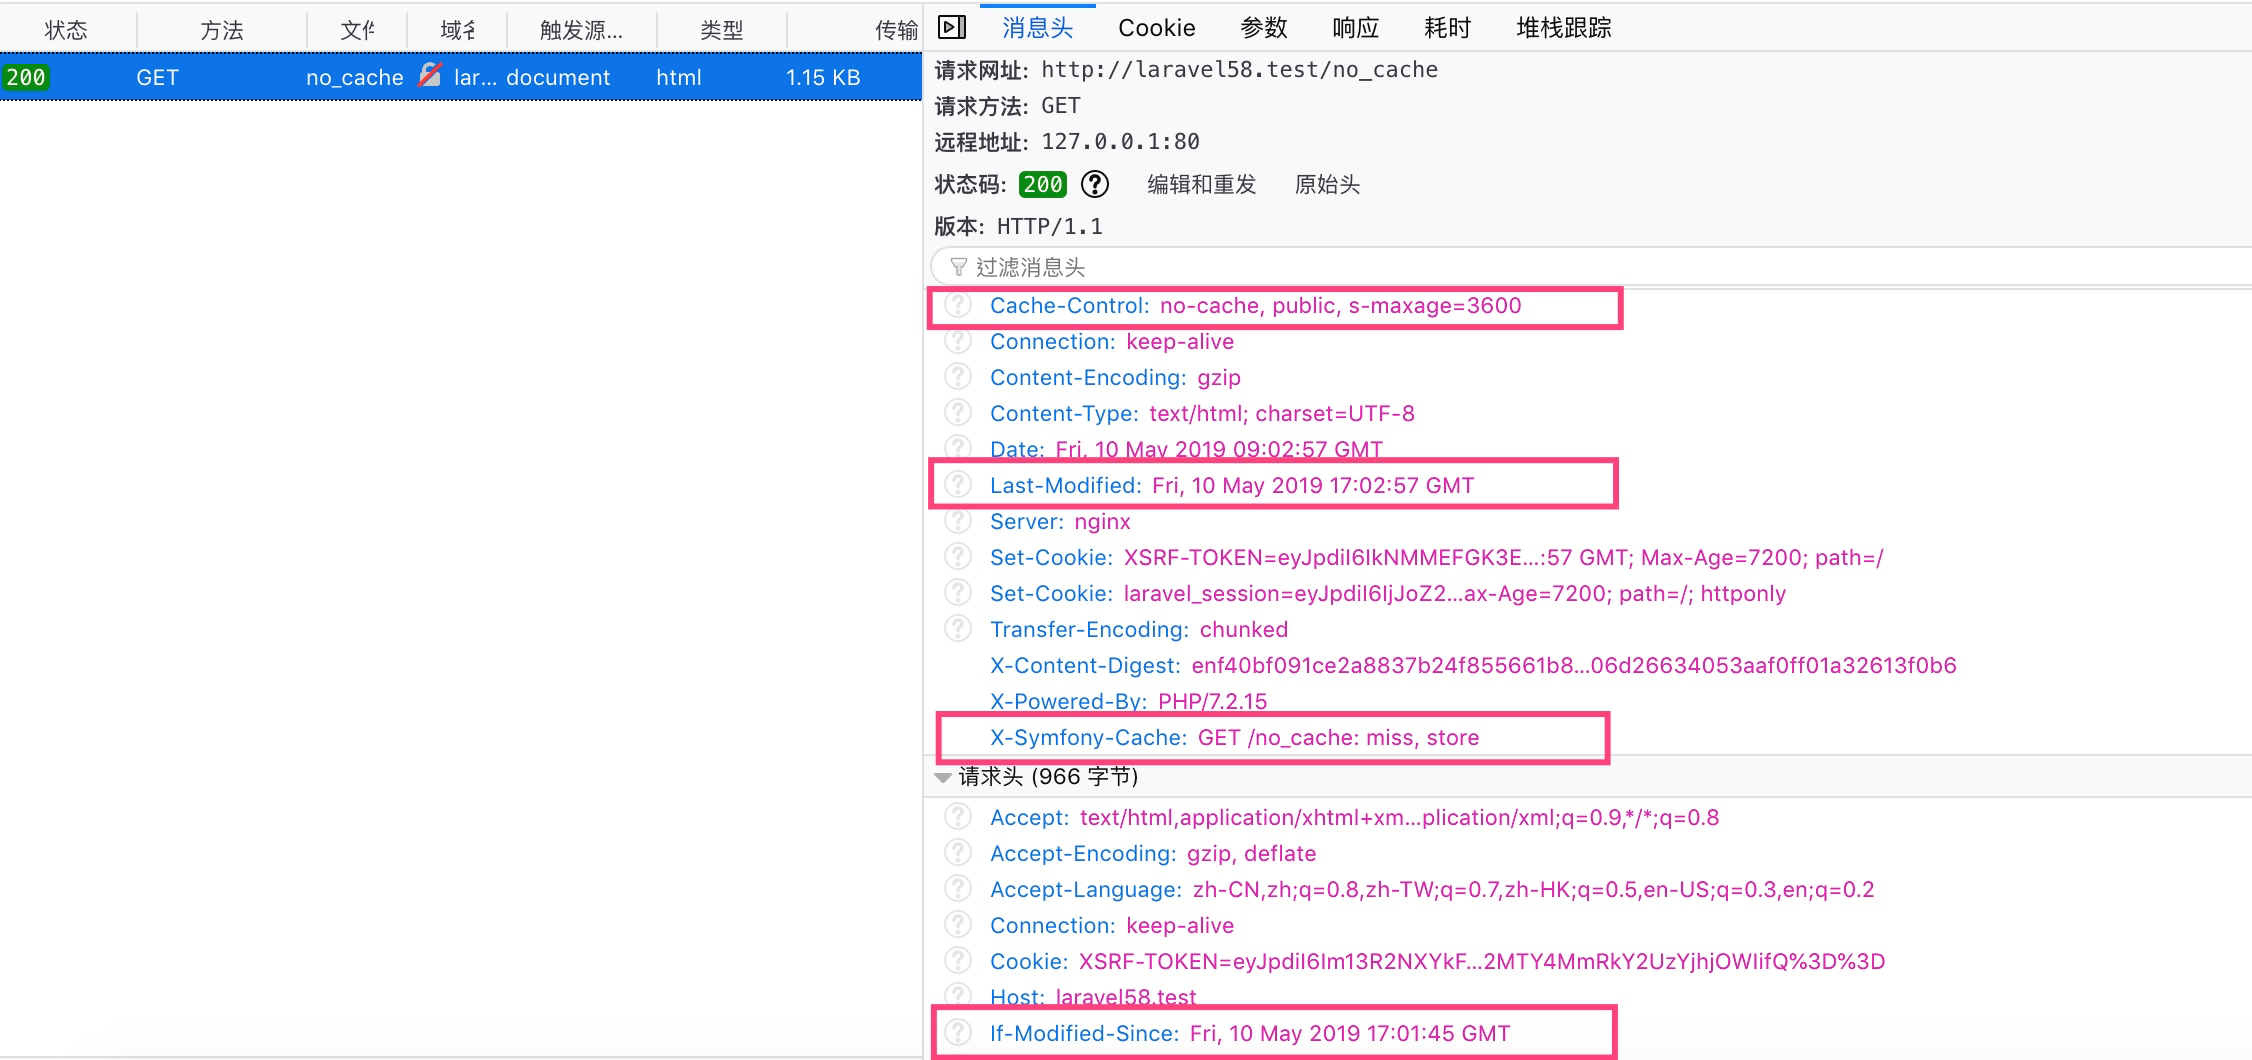 状态 方法 文件 域名 触发源... 类型 传输
200 GET no_cache lar... document html 1.15 KB
消息头 Cookie 参数 响应 耗时 堆栈跟踪
请求网址: http://laravel58.test/no_cache
请求方法: GET
远程地址: 127.0.0.1:80
状态码: 200 编辑和重发 原始头
版本: HTTP/1.1
过滤消息头
Cache-Control: no-cache, public, s-maxage=3600
Connection: keep-alive
Content-Encoding: gzip
Content-Type: text/html; charset=UTF-8
Date: Fri, 10 May 2019 09:02:57 GMT
Last-Modified: Fri, 10 May 2019 17:02:57 GMT
Server: nginx
Set-Cookie: XSRF-TOKEN=eyJpdiI6IkNMMEFGK3E...:57 GMT; Max-Age=7200; path=/
Set-Cookie: laravel_session=eyJpdiI6IjJoZ2...ax-Age=7200; path=/; httponly
Transfer-Encoding: chunked
X-Content-Digest: enf40bf091ce2a8837b24f855661b8...06d26634053aaf0ff01a32613f0b6
X-Powered-By: PHP/7.2.15
X-Symfony-Cache: GET /no_cache: miss, store
请求头 (966 字节)
Accept: text/html,application/xhtml+xm...plication/xml;q=0.9,*/*;q=0.8
Accept-Encoding: gzip, deflate
Accept-Language: zh-CN,zh;q=0.8,zh-TW;q=0.7,zh-HK;q=0.5,en-US;q=0.3,en;q=0.2
Connection: keep-alive
Cookie: XSRF-TOKEN=eyJpdiI6Im13R2NXYkF...2MTY4MmRkY2UzYjhjOWIifQ%3D%3D
Host: laravel58.test
If-Modified-Since: Fri, 10 May 2019 17:01:45 GMT